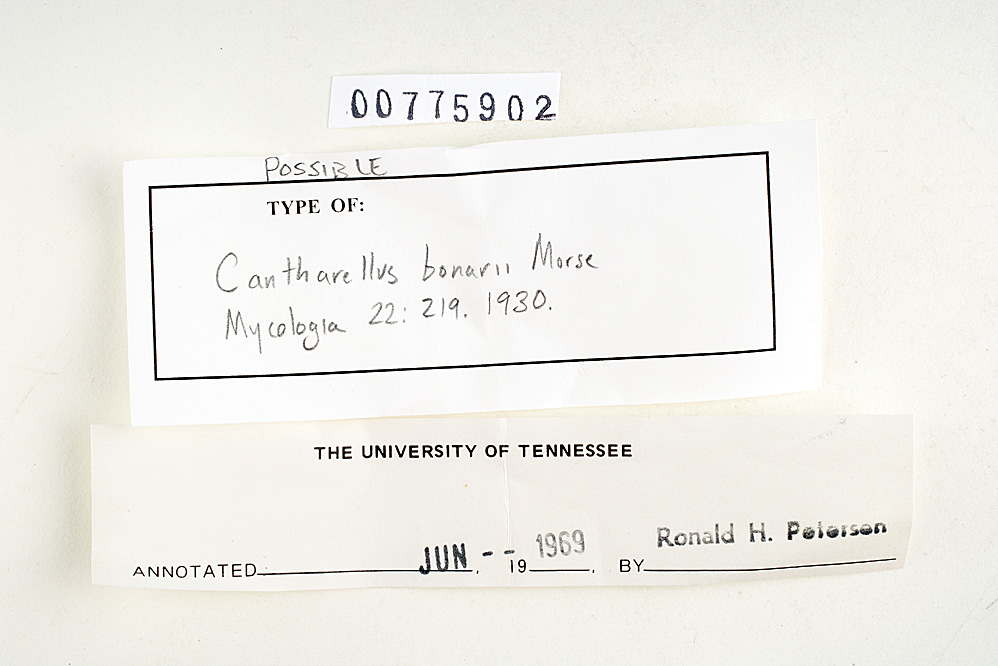 00775902
POSSIBLE
TYPE OF:
Cantharellus bonarii Morse
Mycologia 22: 219. 1930.
THE UNIVERSITY OF TENNESSEE
ANNOTATED JUN -- , 19 1969 . BY Ronald H. Petersen